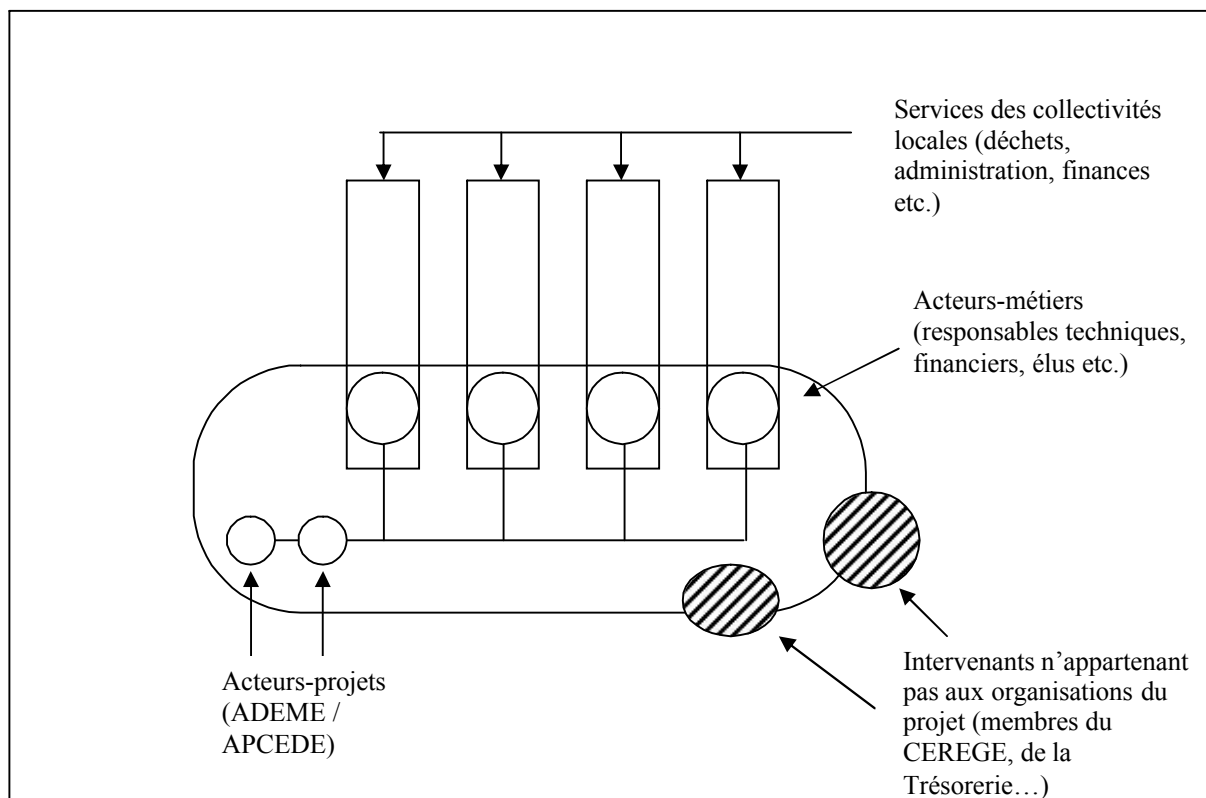 Services des collectivités
locales (déchets,
administration, finances
etc.)
Acteurs-métiers
(responsables techniques,
financiers, élus etc.)
Acteurs-projets
(ADEME /
APCEDE)
Intervenants n’appartenant
pas aux organisations du
projet (membres du
CEREGE, de la
Trésorerie…)